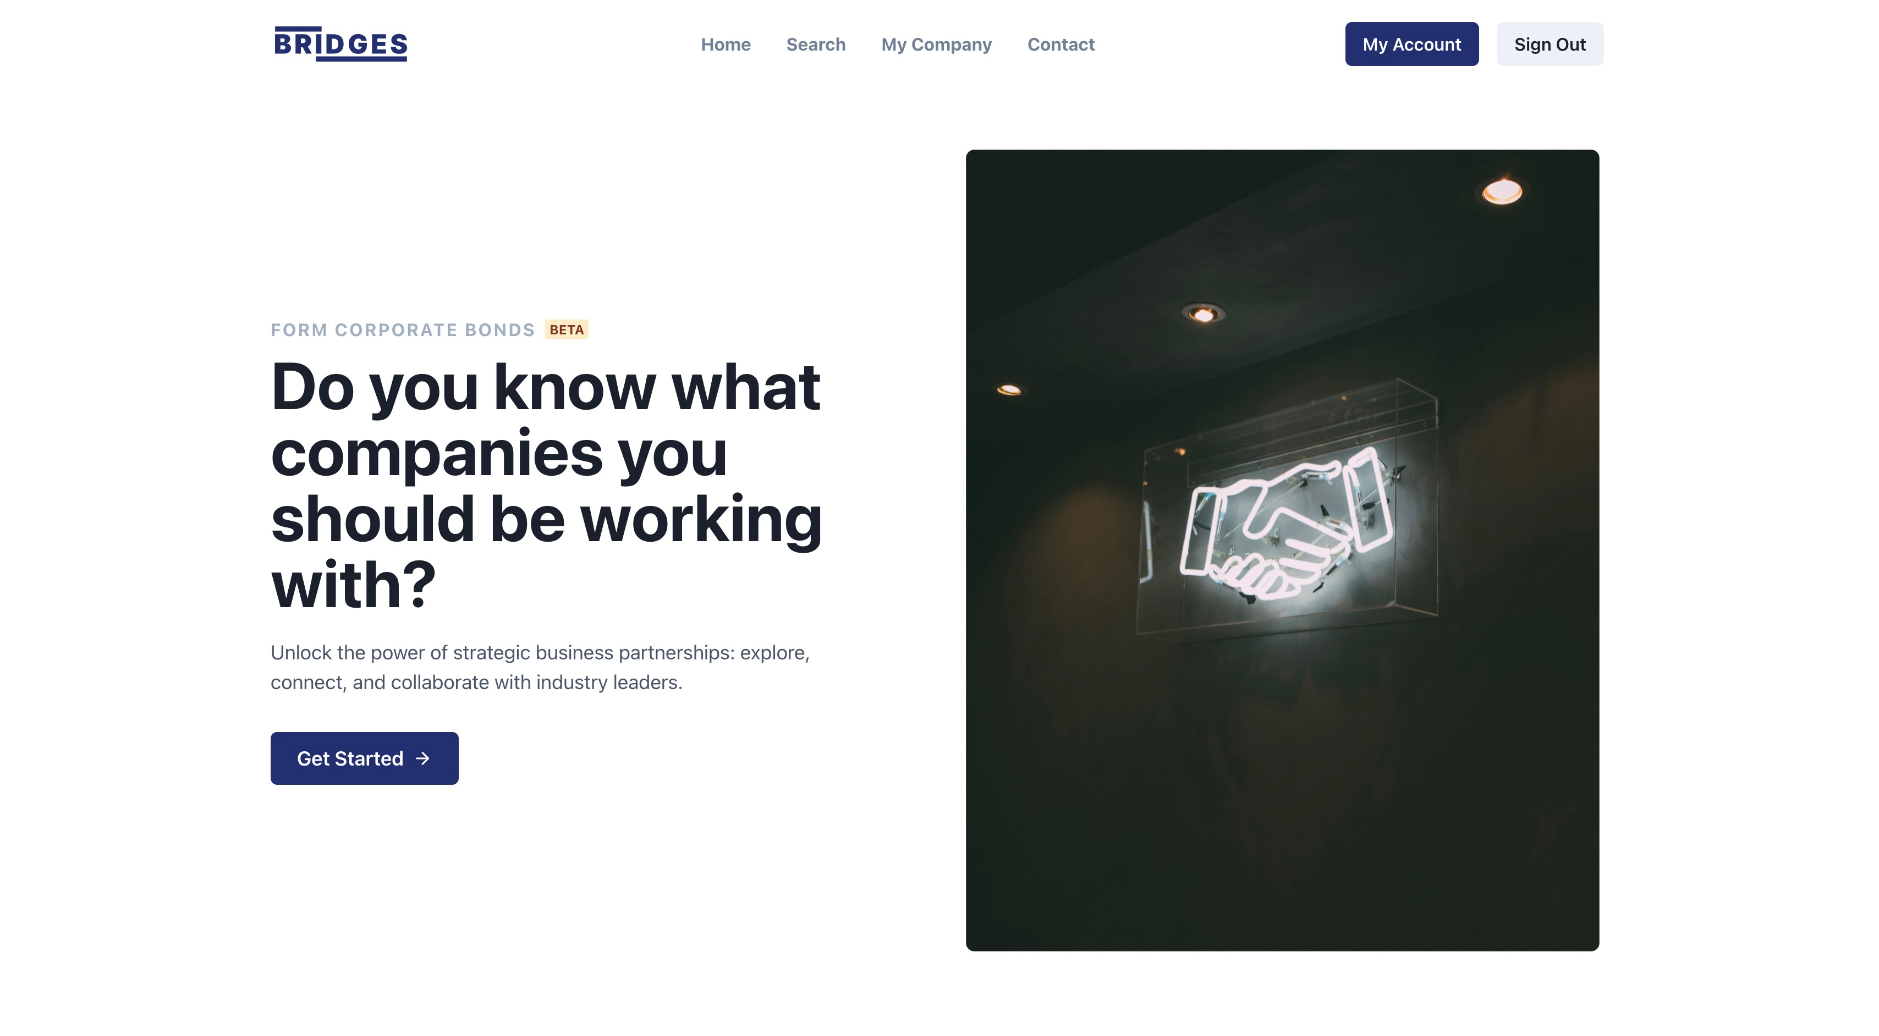 BRIDGES
Home
Search
My Company
Contact
My Account
Sign Out
FORM CORPORATE BONDS BETA
Do you know what
companies you
should be working
with?
Unlock the power of strategic business partnerships: explore,
connect, and collaborate with industry leaders.
Get Started →